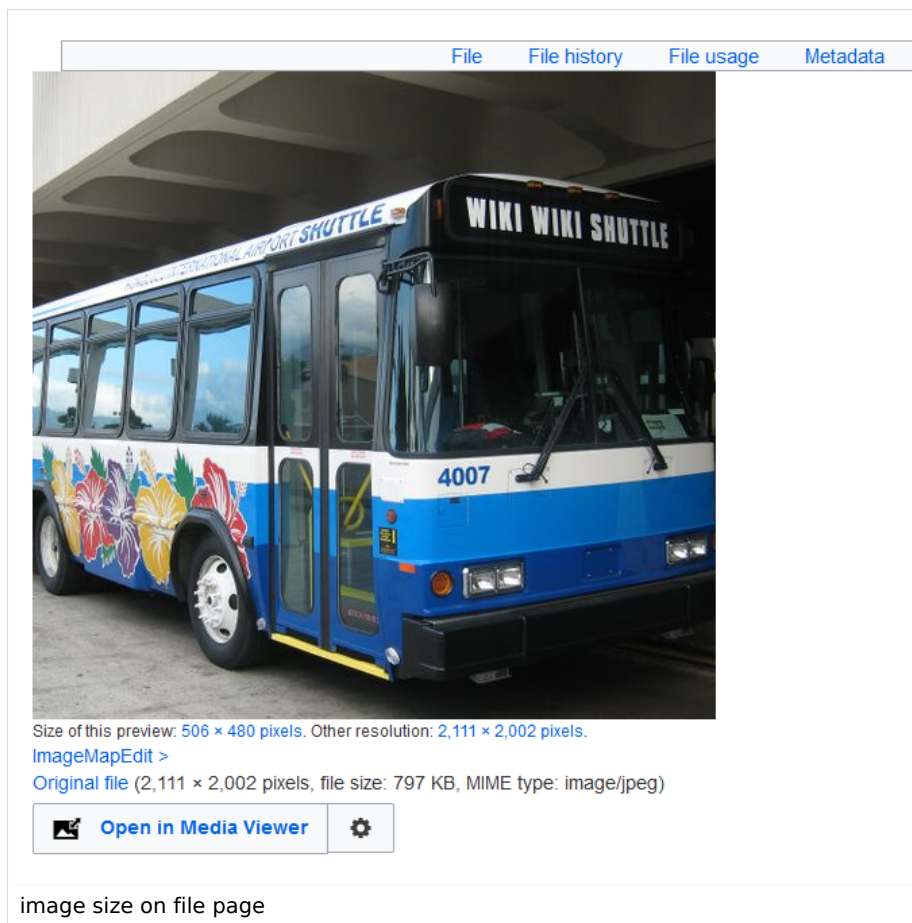 File File history File usage Metadata
WIKI WIKI SHUTTLE
HONOLULU INTERNATIONAL AIRPORT SHUTTLE
4007
Size of this preview: 506 × 480 pixels. Other resolution: 2,111 × 2,002 pixels.
ImageMapEdit >
Original file (2,111 × 2,002 pixels, file size: 797 KB, MIME type: image/jpeg)
Open in Media Viewer
image size on file page